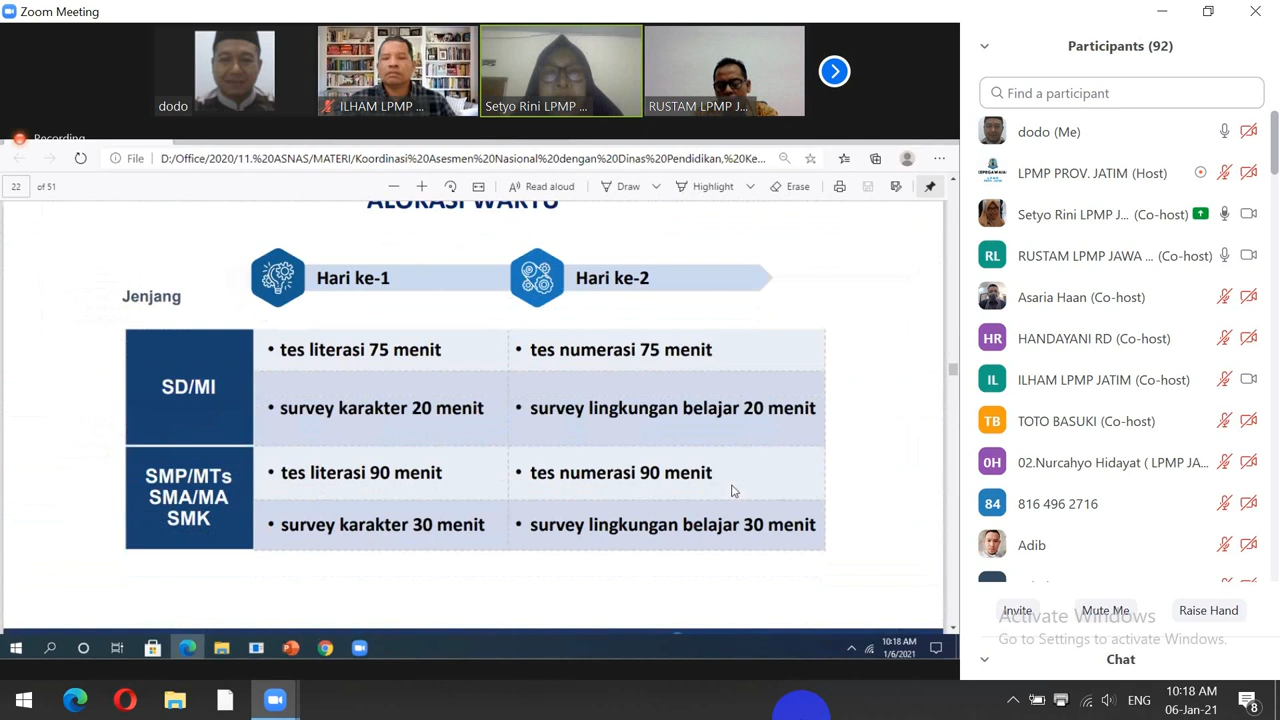 Zoom Meeting
dodo
ILHAM LPMP ...
Setyo Rini LPMP ...
RUSTAM LPMP J...
Recording
File D:/Office/2020/11.%20ASNAS/MATERI/Koordinasi%20Asesmen%20Nasional%20dengan%20Dinas%20Pendidikan,%20Ke...
22 of 51
Read aloud Draw Highlight Erase
ALOKASI WAKTU
Hari ke-1 Hari ke-2
Jenjang
SD/MI
• tes literasi 75 menit • tes numerasi 75 menit
• survey karakter 20 menit • survey lingkungan belajar 20 menit
SMP/MTs
SMA/MA
SMK
• tes literasi 90 menit • tes numerasi 90 menit
• survey karakter 30 menit • survey lingkungan belajar 30 menit
10:18 AM
1/6/2021
Participants (92)
Find a participant
dodo (Me)
LPMP PROV. JATIM (Host)
Setyo Rini LPMP J... (Co-host)
RL RUSTAM LPMP JAWA ... (Co-host)
Asaria Haan (Co-host)
HR HANDAYANI RD (Co-host)
IL ILHAM LPMP JATIM (Co-host)
TB TOTO BASUKI (Co-host)
0H 02.Nurcahyo Hidayat ( LPMP JA...
84 816 496 2716
Adib
Invite Mute Me Raise Hand
Activate Windows
Go to Settings to activate Windows.
Chat
ENG
10:18 AM
06-Jan-21
8